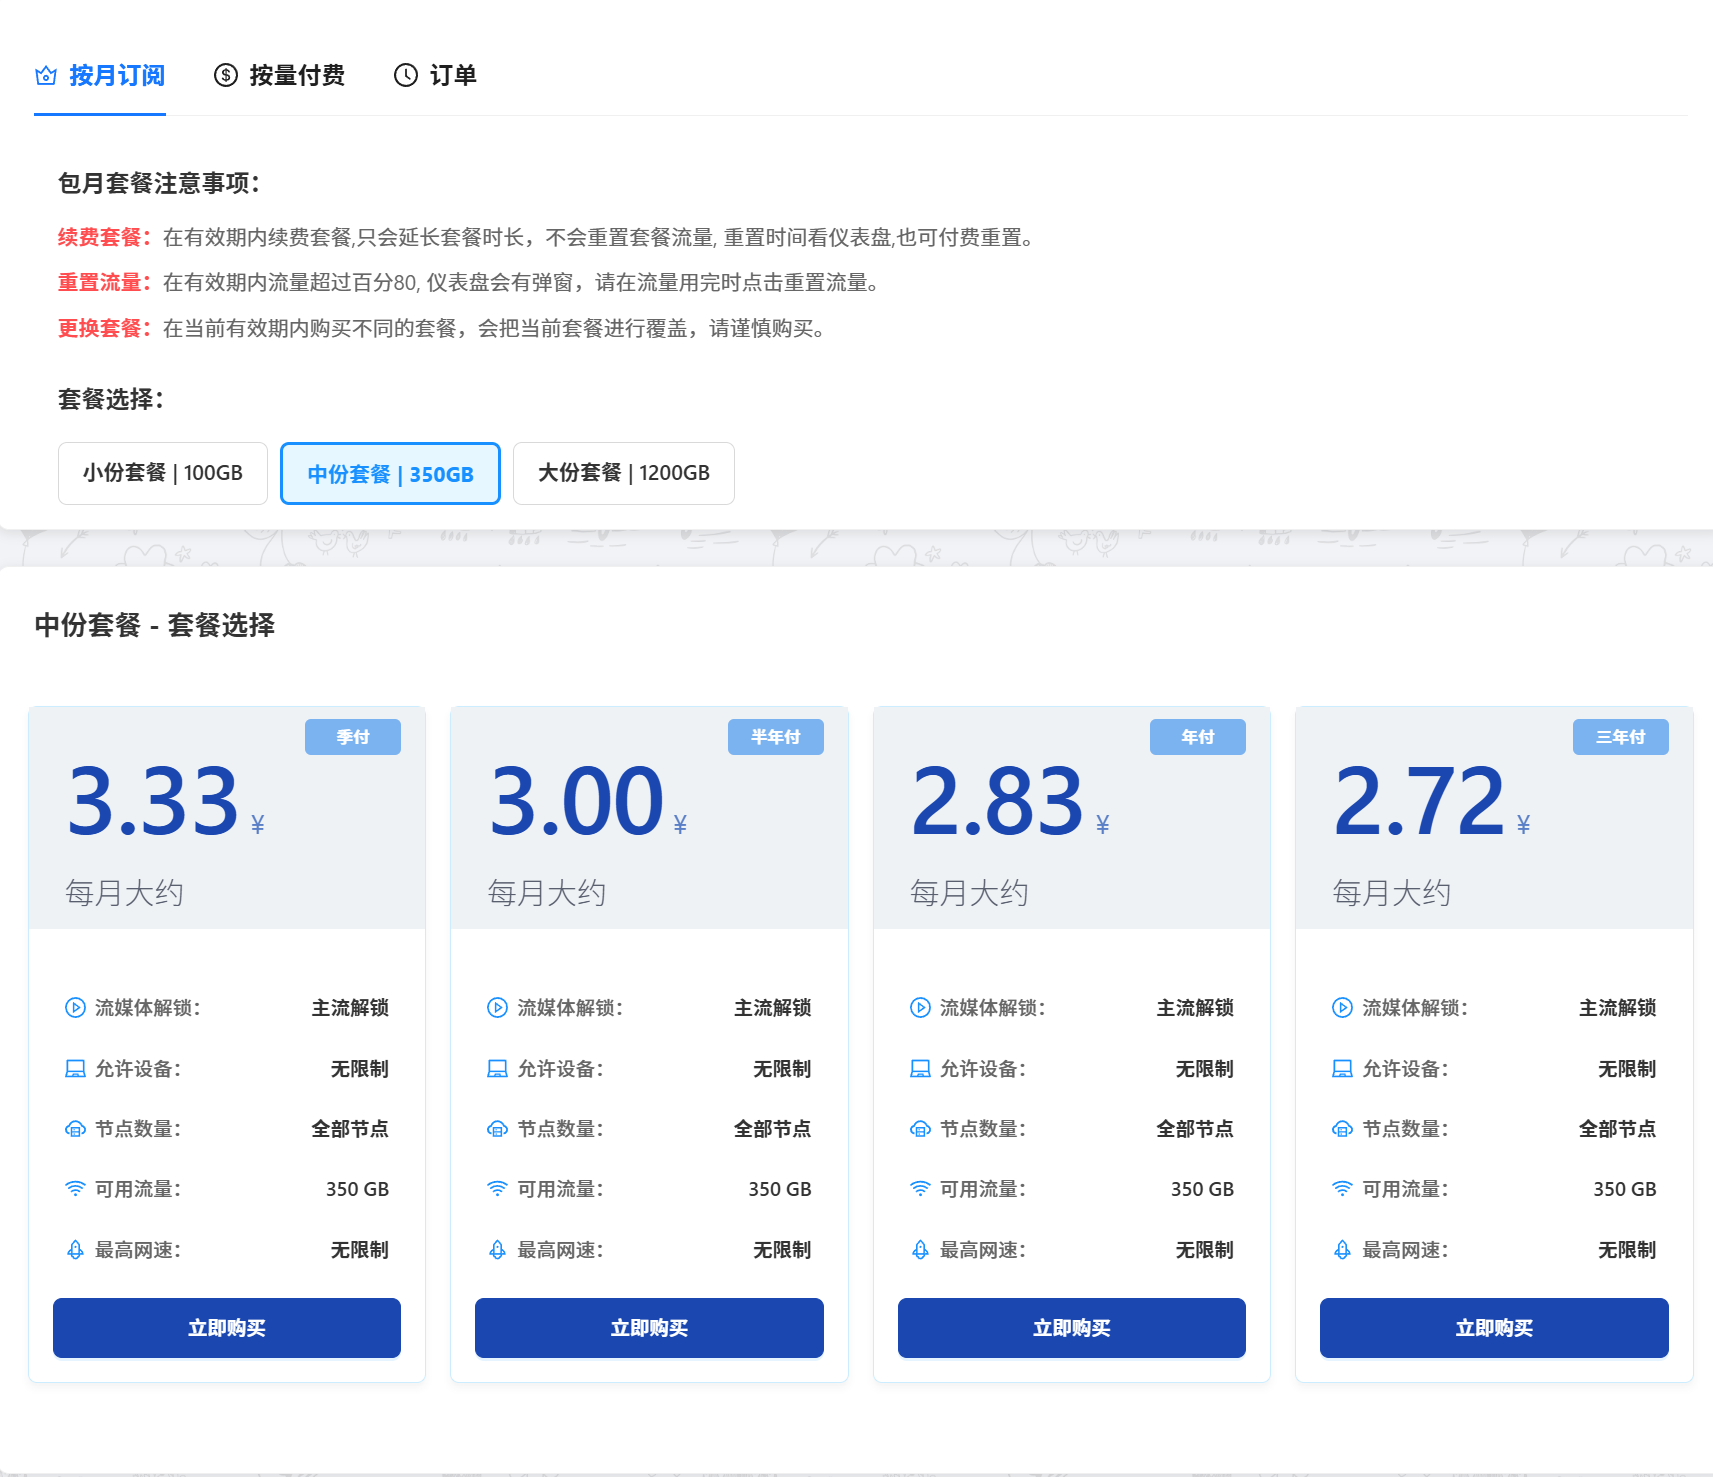 按月订阅 按量付费 订单
包月套餐注意事项：
续费套餐：在有效期内续费套餐,只会延长套餐时长，不会重置套餐流量, 重置时间看仪表盘,也可付费重置。
重置流量：在有效期内流量超过百分80, 仪表盘会有弹窗，请在流量用完时点击重置流量。
更换套餐：在当前有效期内购买不同的套餐，会把当前套餐进行覆盖，请谨慎购买。
套餐选择：
小份套餐 | 100GB 中份套餐 | 350GB 大份套餐 | 1200GB
中份套餐 - 套餐选择
季付
3.33 ¥
每月大约
流媒体解锁： 主流解锁
允许设备： 无限制
节点数量： 全部节点
可用流量： 350 GB
最高网速： 无限制
立即购买
半年付
3.00 ¥
每月大约
流媒体解锁： 主流解锁
允许设备： 无限制
节点数量： 全部节点
可用流量： 350 GB
最高网速： 无限制
立即购买
年付
2.83 ¥
每月大约
流媒体解锁： 主流解锁
允许设备： 无限制
节点数量： 全部节点
可用流量： 350 GB
最高网速： 无限制
立即购买
三年付
2.72 ¥
每月大约
流媒体解锁： 主流解锁
允许设备： 无限制
节点数量： 全部节点
可用流量： 350 GB
最高网速： 无限制
立即购买